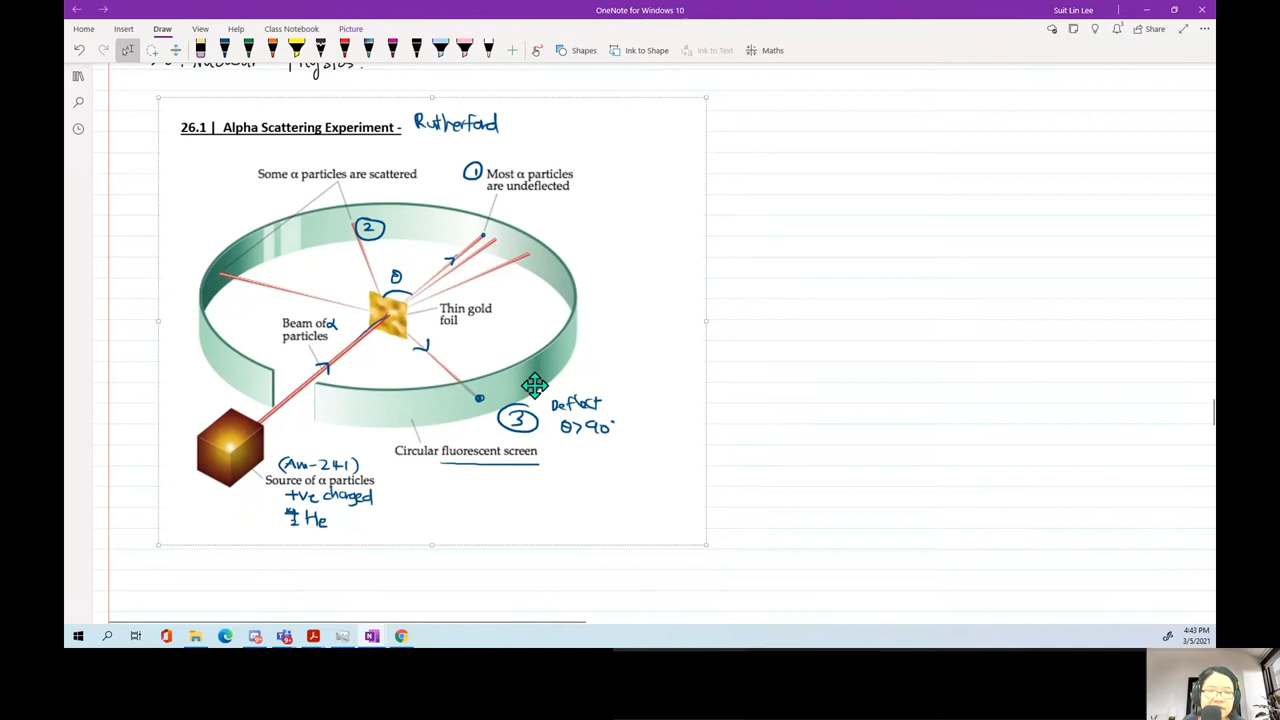 OneNote for Windows 10
Suit Lin Lee
Home Insert Draw View Help Class Notebook Picture
Shapes Ink to Shape Ink to Text Maths
Share
Physics.
26.1 | Alpha Scattering Experiment - Rutherford
Some α particles are scattered
① Most α particles
are undeflected
②
θ
Thin gold
foil
Beam of α
particles
③ Deflect
θ > 90°
Circular fluorescent screen
(Am-241)
Source of α particles
+ve charged
He
4:43 PM
3/5/2021